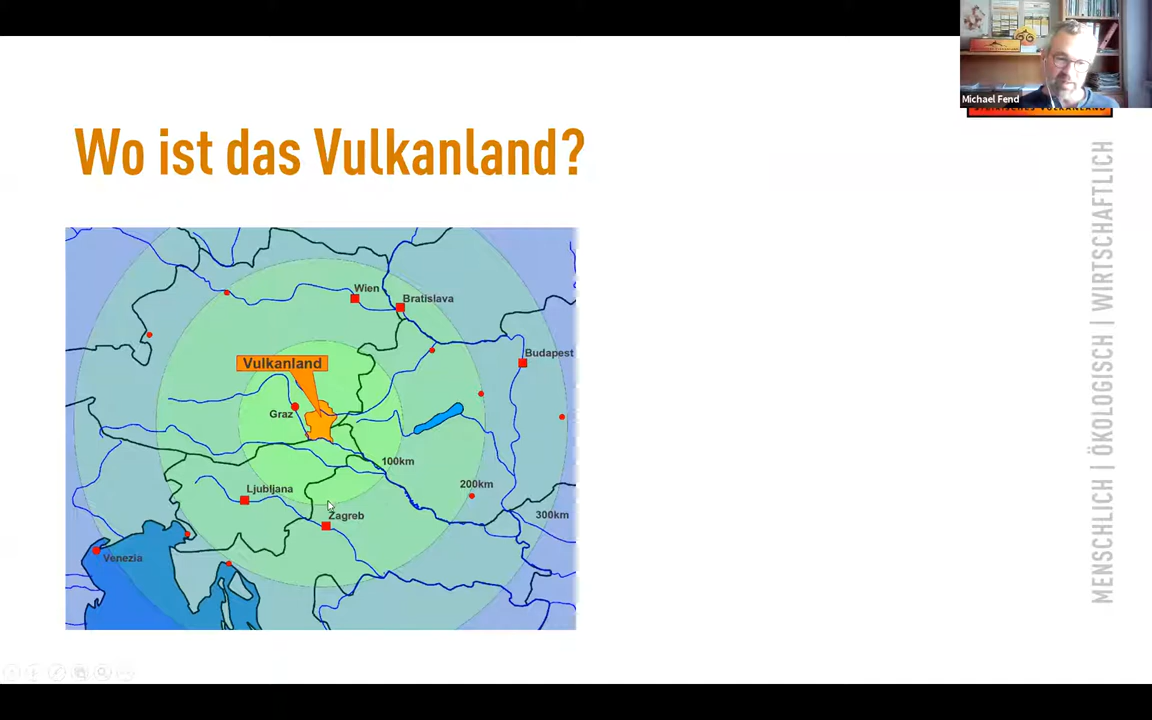 Michael Fend
Wo ist das Vulkanland?
Wien
Bratislava
Budapest
Vulkanland
Graz
100km
200km
300km
Ljubljana
Zagreb
Venezia
MENSCHLICH | ÖKOLOGISCH | WIRTSCHAFTLICH